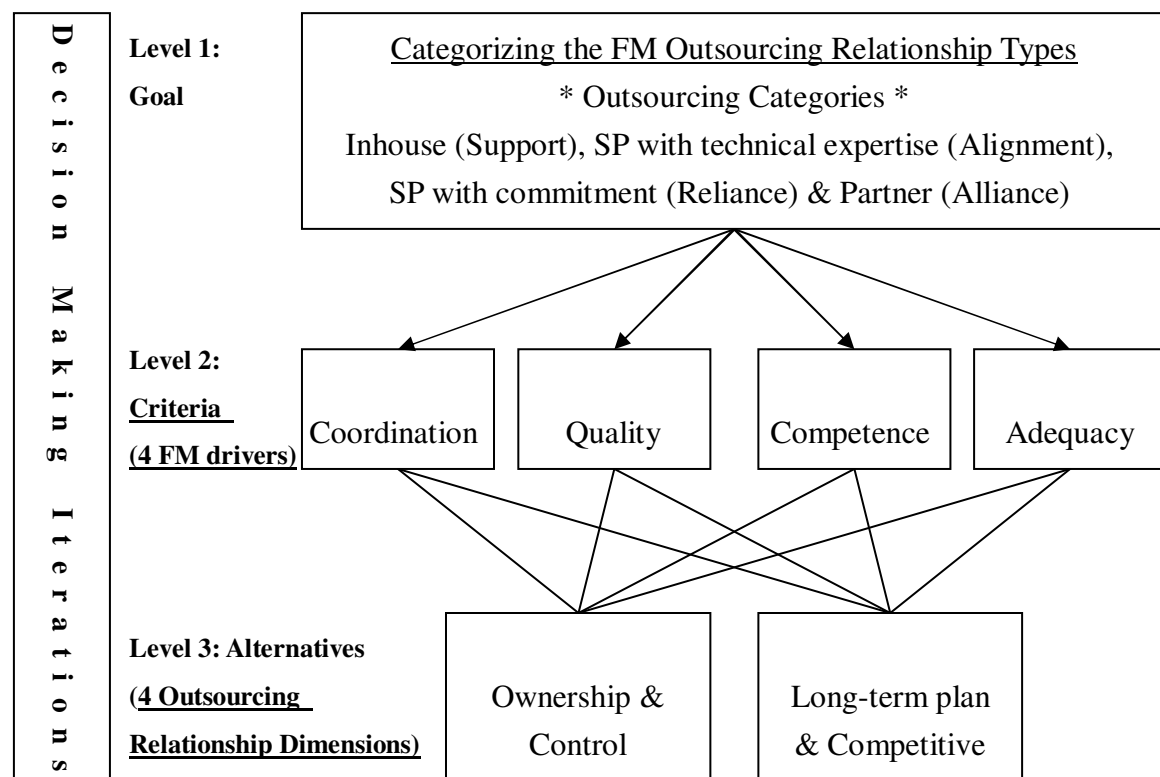 Decision Making Iterations
Level 1:
Goal
Categorizing the FM Outsourcing Relationship Types
* Outsourcing Categories *
Inhouse (Support), SP with technical expertise (Alignment),
SP with commitment (Reliance) & Partner (Alliance)
Level 2:
Criteria
(4 FM drivers)
Coordination
Quality
Competence
Adequacy
Level 3: Alternatives
(4 Outsourcing
Relationship Dimensions)
Ownership &
Control
Long-term plan
& Competitive